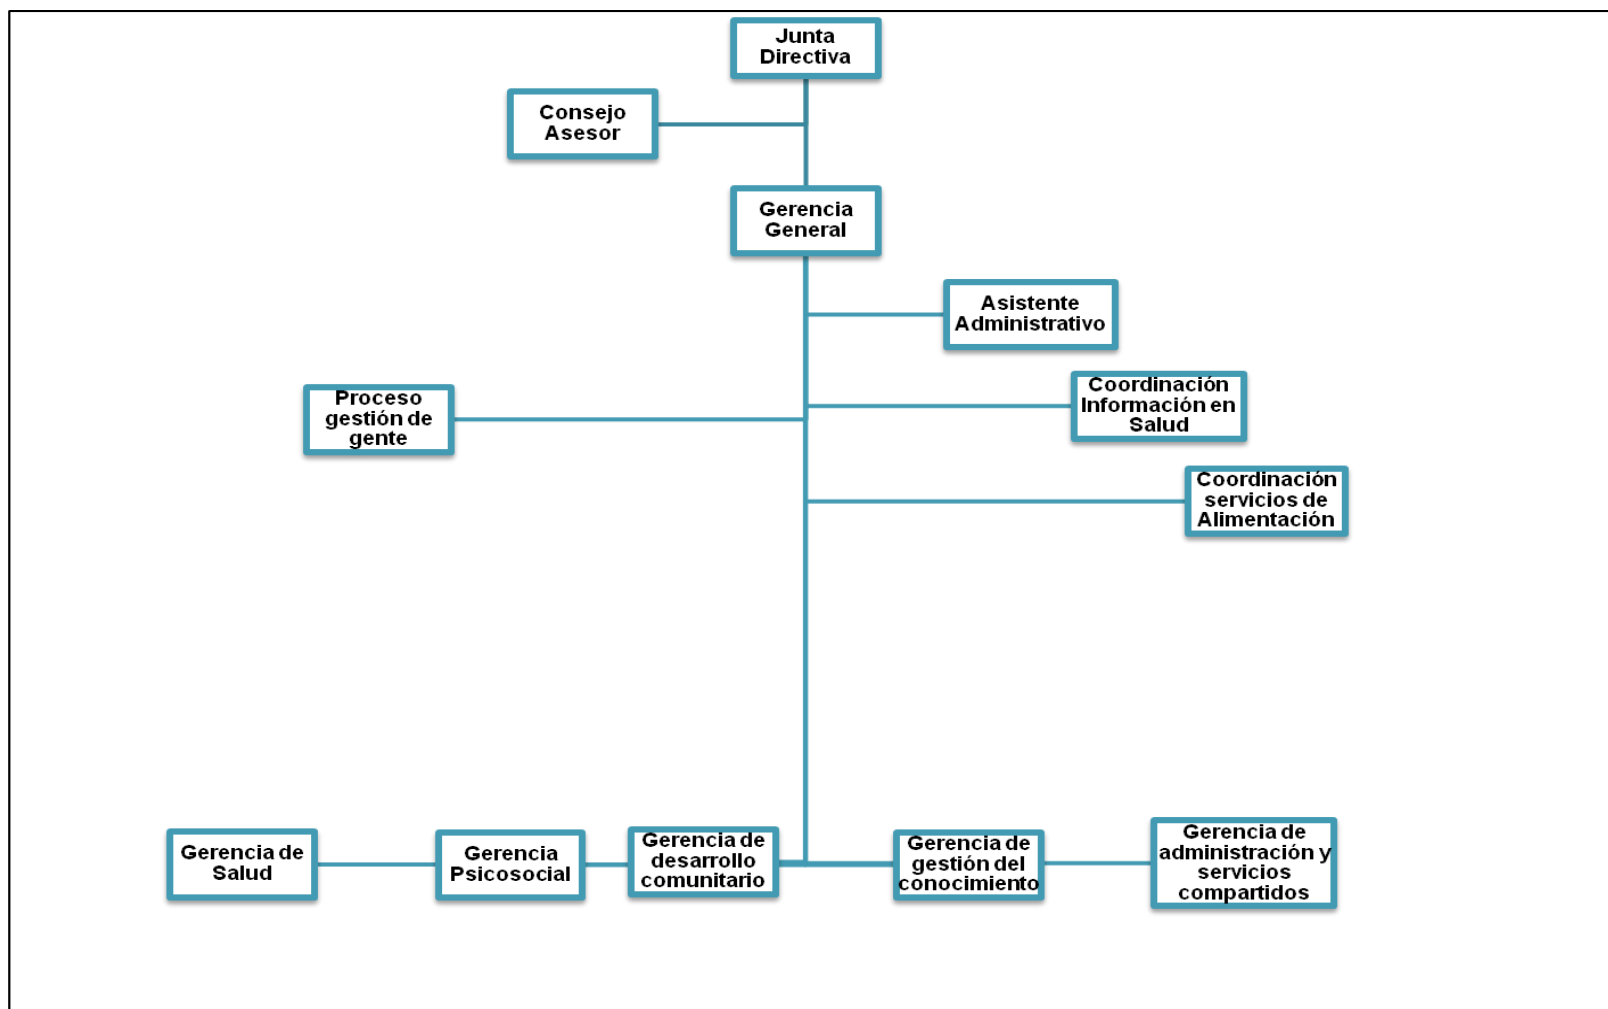 Junta
Directiva
Consejo
Asesor
Gerencia
General
Asistente
Administrativo
Proceso
gestión de
gente
Coordinación
Información en
Salud
Coordinación
servicios de
Alimentación
Gerencia de
Salud
Gerencia
Psicosocial
Gerencia de
desarrollo
comunitario
Gerencia de
gestión del
conocimiento
Gerencia de
administración y
servicios
compartidos